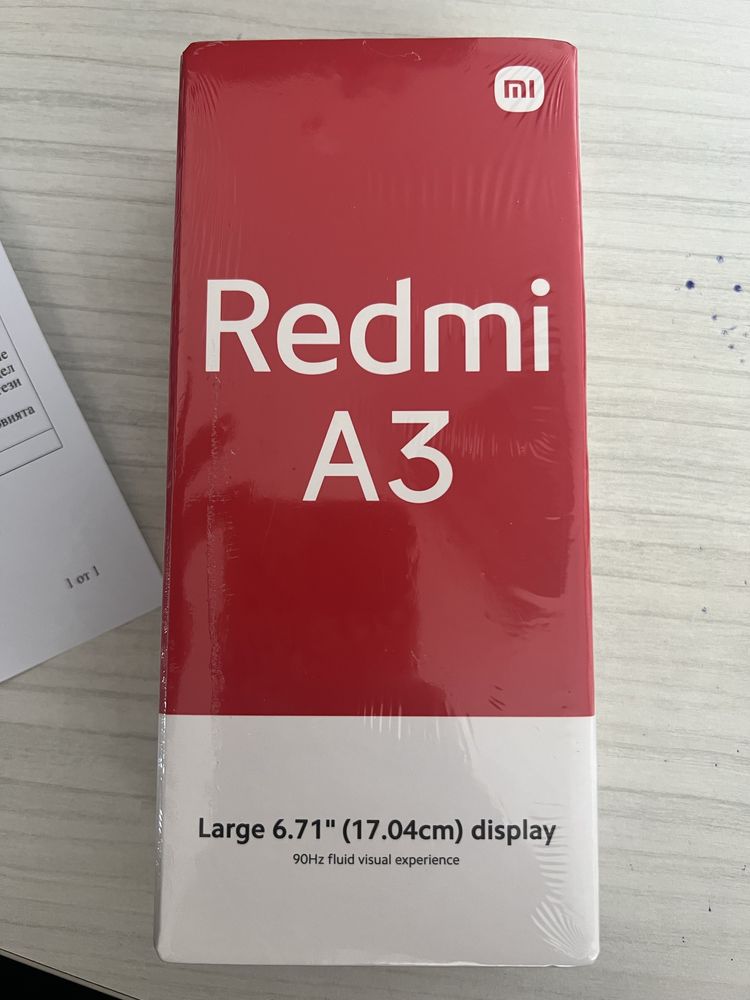 mi
Redmi
A3
Large 6.71" (17.04cm) display
90Hz fluid visual experience
1 от 1